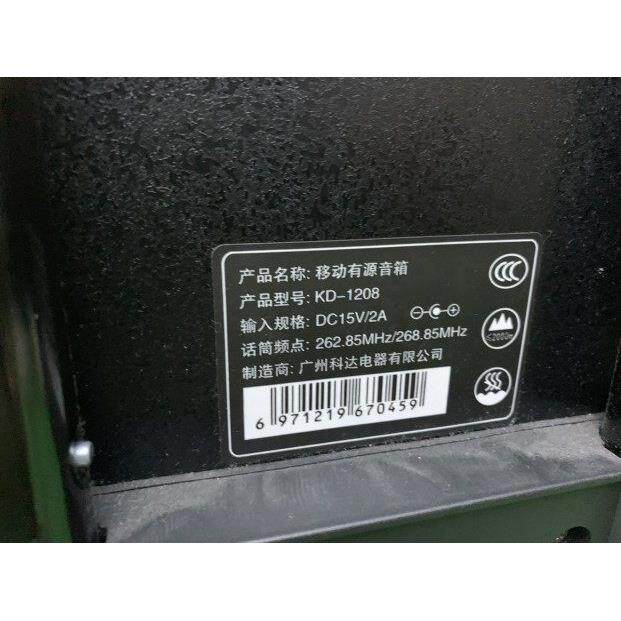 产品名称: 移动有源音箱
产品型号: KD-1208
输入规格: DC15V/2A
话筒频点: 262.85MHz/268.85MHz
制造商: 广州科达电器有限公司
6 971219 670459
≤2000m